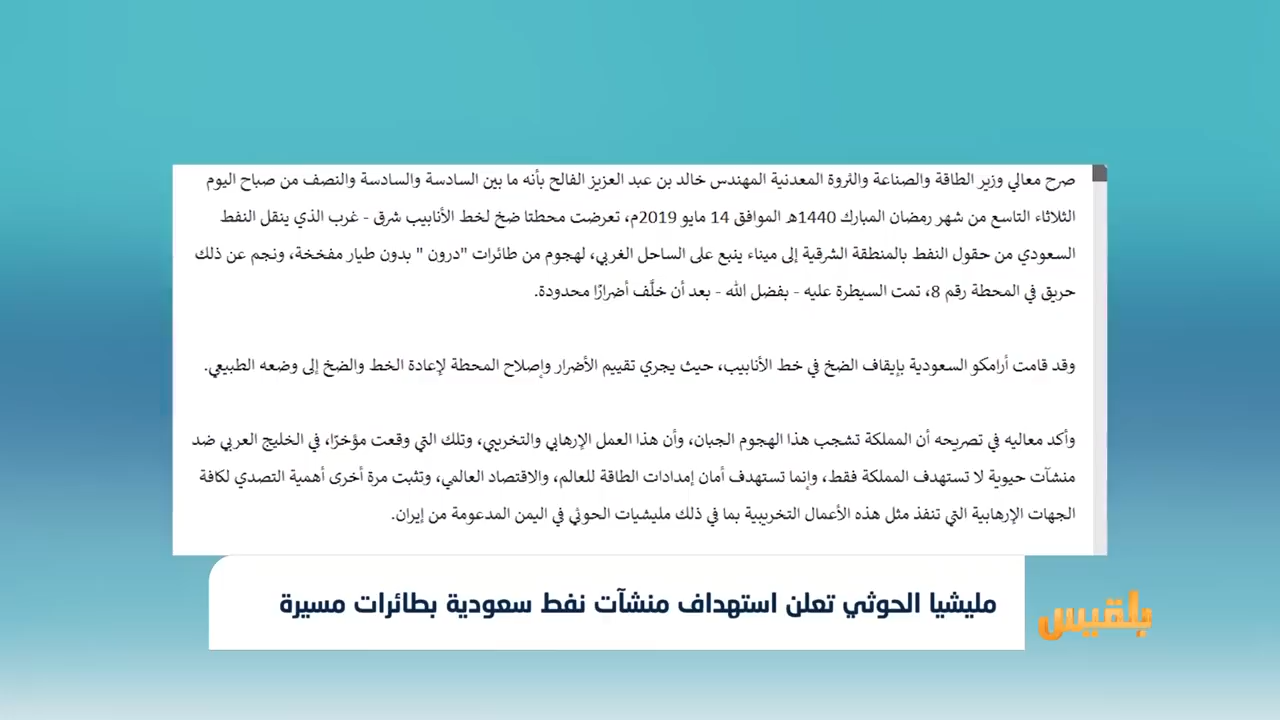 صرح معالي وزير الطاقة والصناعة والثروة المعدنية المهندس خالد بن عبد العزيز الفالح بأنه ما بين السادسة والسادسة والنصف من صباح اليوم
الثلاثاء التاسع من شهر رمضان المبارك 1440هـ الموافق 14 مايو 2019م، تعرضت محطتا ضخ لخط الأنابيب شرق - غرب الذي ينقل النفط
السعودي من حقول النفط بالمنطقة الشرقية إلى ميناء ينبع على الساحل الغربي، لهجوم من طائرات "درون " بدون طيار مفخخة، ونجم عن ذلك
حريق في المحطة رقم 8، تمت السيطرة عليه - بفضل الله - بعد أن خلَّف أضرارًا محدودة.
وقد قامت أرامكو السعودية بإيقاف الضخ في خط الأنابيب، حيث يجري تقييم الأضرار وإصلاح المحطة لإعادة الخط والضخ إلى وضعه الطبيعي.
وأكد معاليه في تصريحه أن المملكة تشجب هذا الهجوم الجبان، وأن هذا العمل الإرهابي والتخريبي، وتلك التي وقعت مؤخرًا، في الخليج العربي ضد
منشآت حيوية لا تستهدف المملكة فقط، وإنما تستهدف أمان إمدادات الطاقة للعالم، والاقتصاد العالمي، وتثبت مرة أخرى أهمية التصدي لكافة
الجهات الإرهابية التي تنفذ مثل هذه الأعمال التخريبية بما في ذلك مليشيات الحوثي في اليمن المدعومة من إيران.
مليشيا الحوثي تعلن استهداف منشآت نفط سعودية بطائرات مسيرة
بلقيس